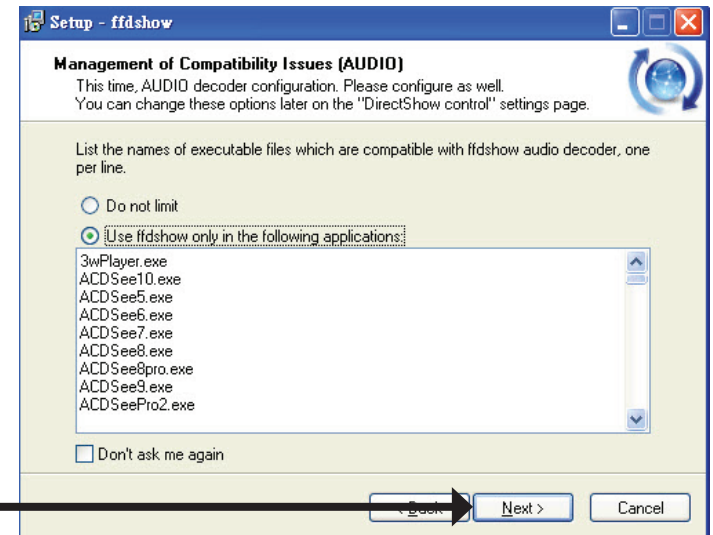 Setup - ffdshow
Management of Compatibility Issues (AUDIO)
This time, AUDIO decoder configuration. Please configure as well.
You can change these options later on the "DirectShow control" settings page.
List the names of executable files which are compatible with ffdshow audio decoder, one
per line.
Do not limit
Use ffdshow only in the following applications:
3wPlayer.exe
ACDSee10.exe
ACDSee5.exe
ACDSee6.exe
ACDSee7.exe
ACDSee8.exe
ACDSee8pro.exe
ACDSee9.exe
ACDSeePro2.exe
Don't ask me again
< Back Next > Cancel